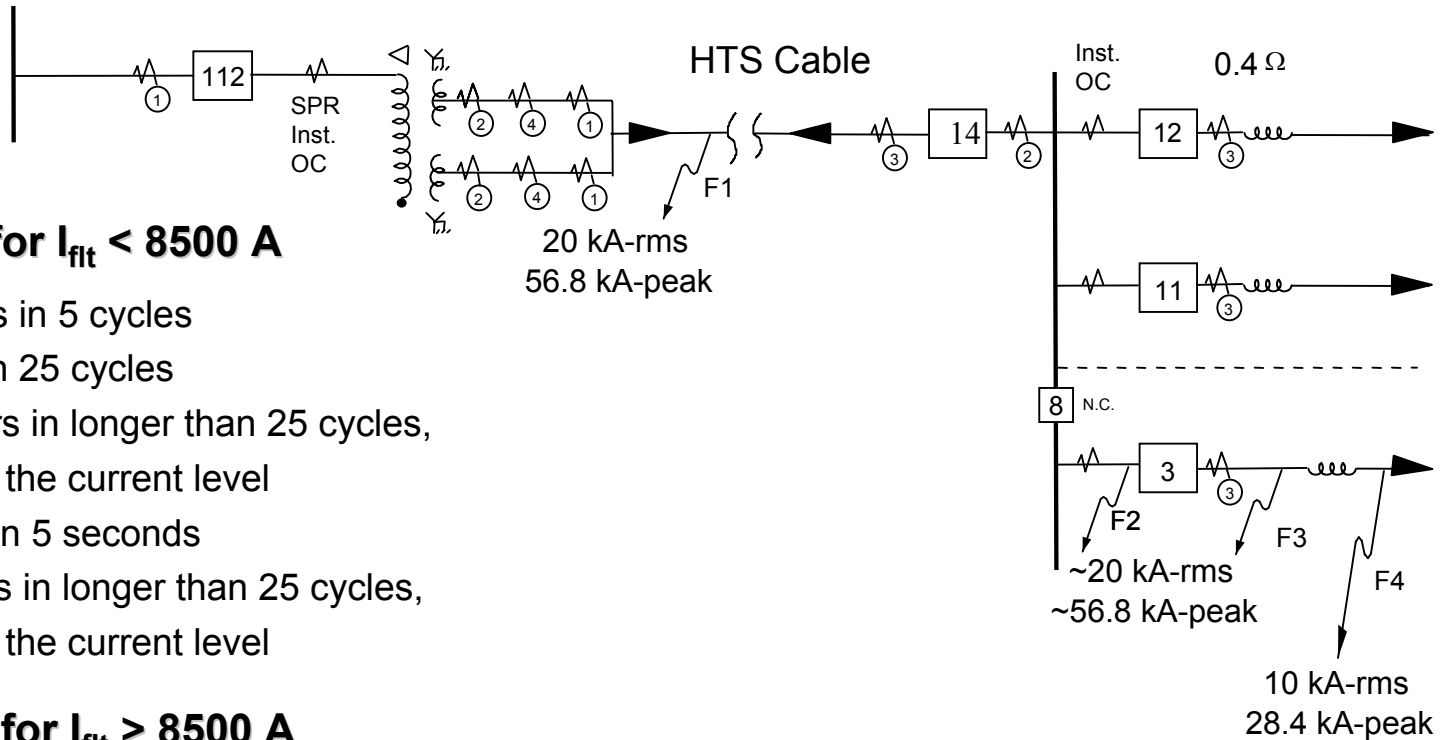 HTS Cable
Inst.
OC
0.4 Ω
112
1
SPR
Inst.
OC
2
4
1
2
4
1
3
14
2
12
3
F1
20 kA-rms
56.8 kA-peak
11
3
8
N.C.
3
3
F2
F3
~20 kA-rms
~56.8 kA-peak
F4
10 kA-rms
28.4 kA-peak
for Iflt < 8500 A
s in 5 cycles
n 25 cycles
rs in longer than 25 cycles,
the current level
n 5 seconds
s in longer than 25 cycles,
the current level
for Iflt > 8500 A